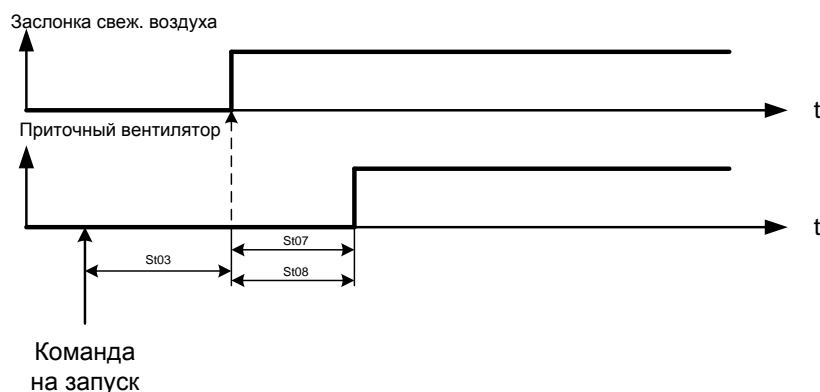 Заслонка свеж. воздуха
t
Приточный вентилятор
t
St07
St03
St08
Команда
на запуск